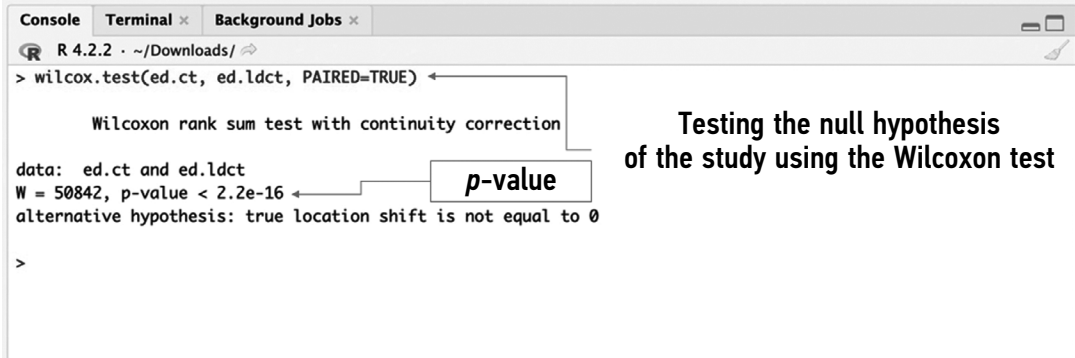 Console Terminal × Background Jobs ×
R R 4.2.2 · ~/Downloads/
> wilcox.test(ed.ct, ed.ldct, PAIRED=TRUE)
Wilcoxon rank sum test with continuity correction
Testing the null hypothesis
of the study using the Wilcoxon test
data: ed.ct and ed.ldct
p-value
W = 50842, p-value < 2.2e-16
alternative hypothesis: true location shift is not equal to 0
>